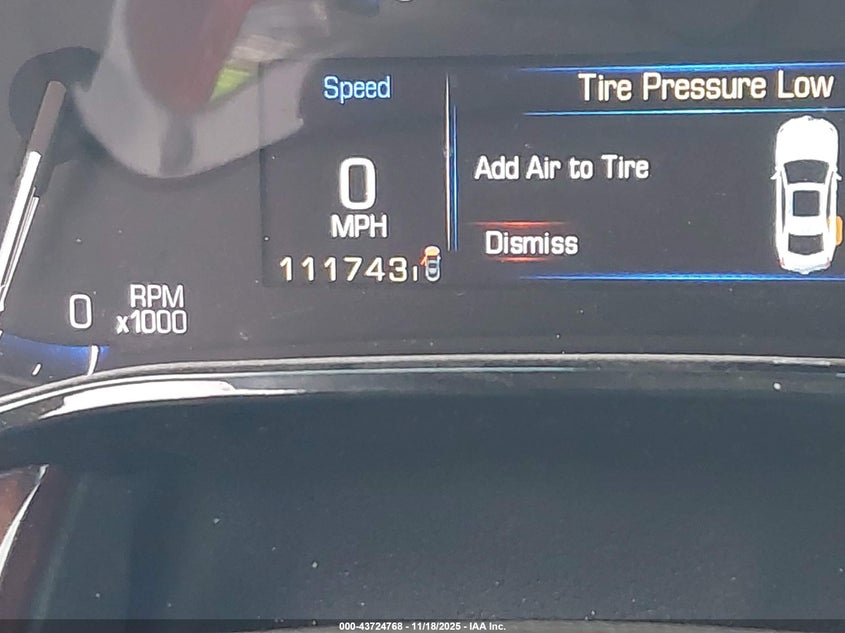 Speed
Tire Pressure Low
0
MPH
Add Air to Tire
Dismiss
111743
0
RPM
x1000
000-43724768 - 11/18/2025 - IAA Inc.